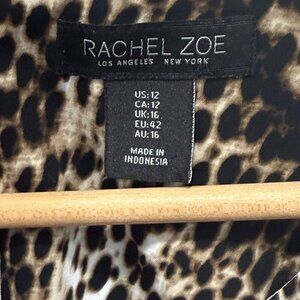 RACHEL ZOE
LOS ANGELES NEW YORK
US:12
CA:12
UK:16
EU:42
AU:16
MADE IN
INDONESIA